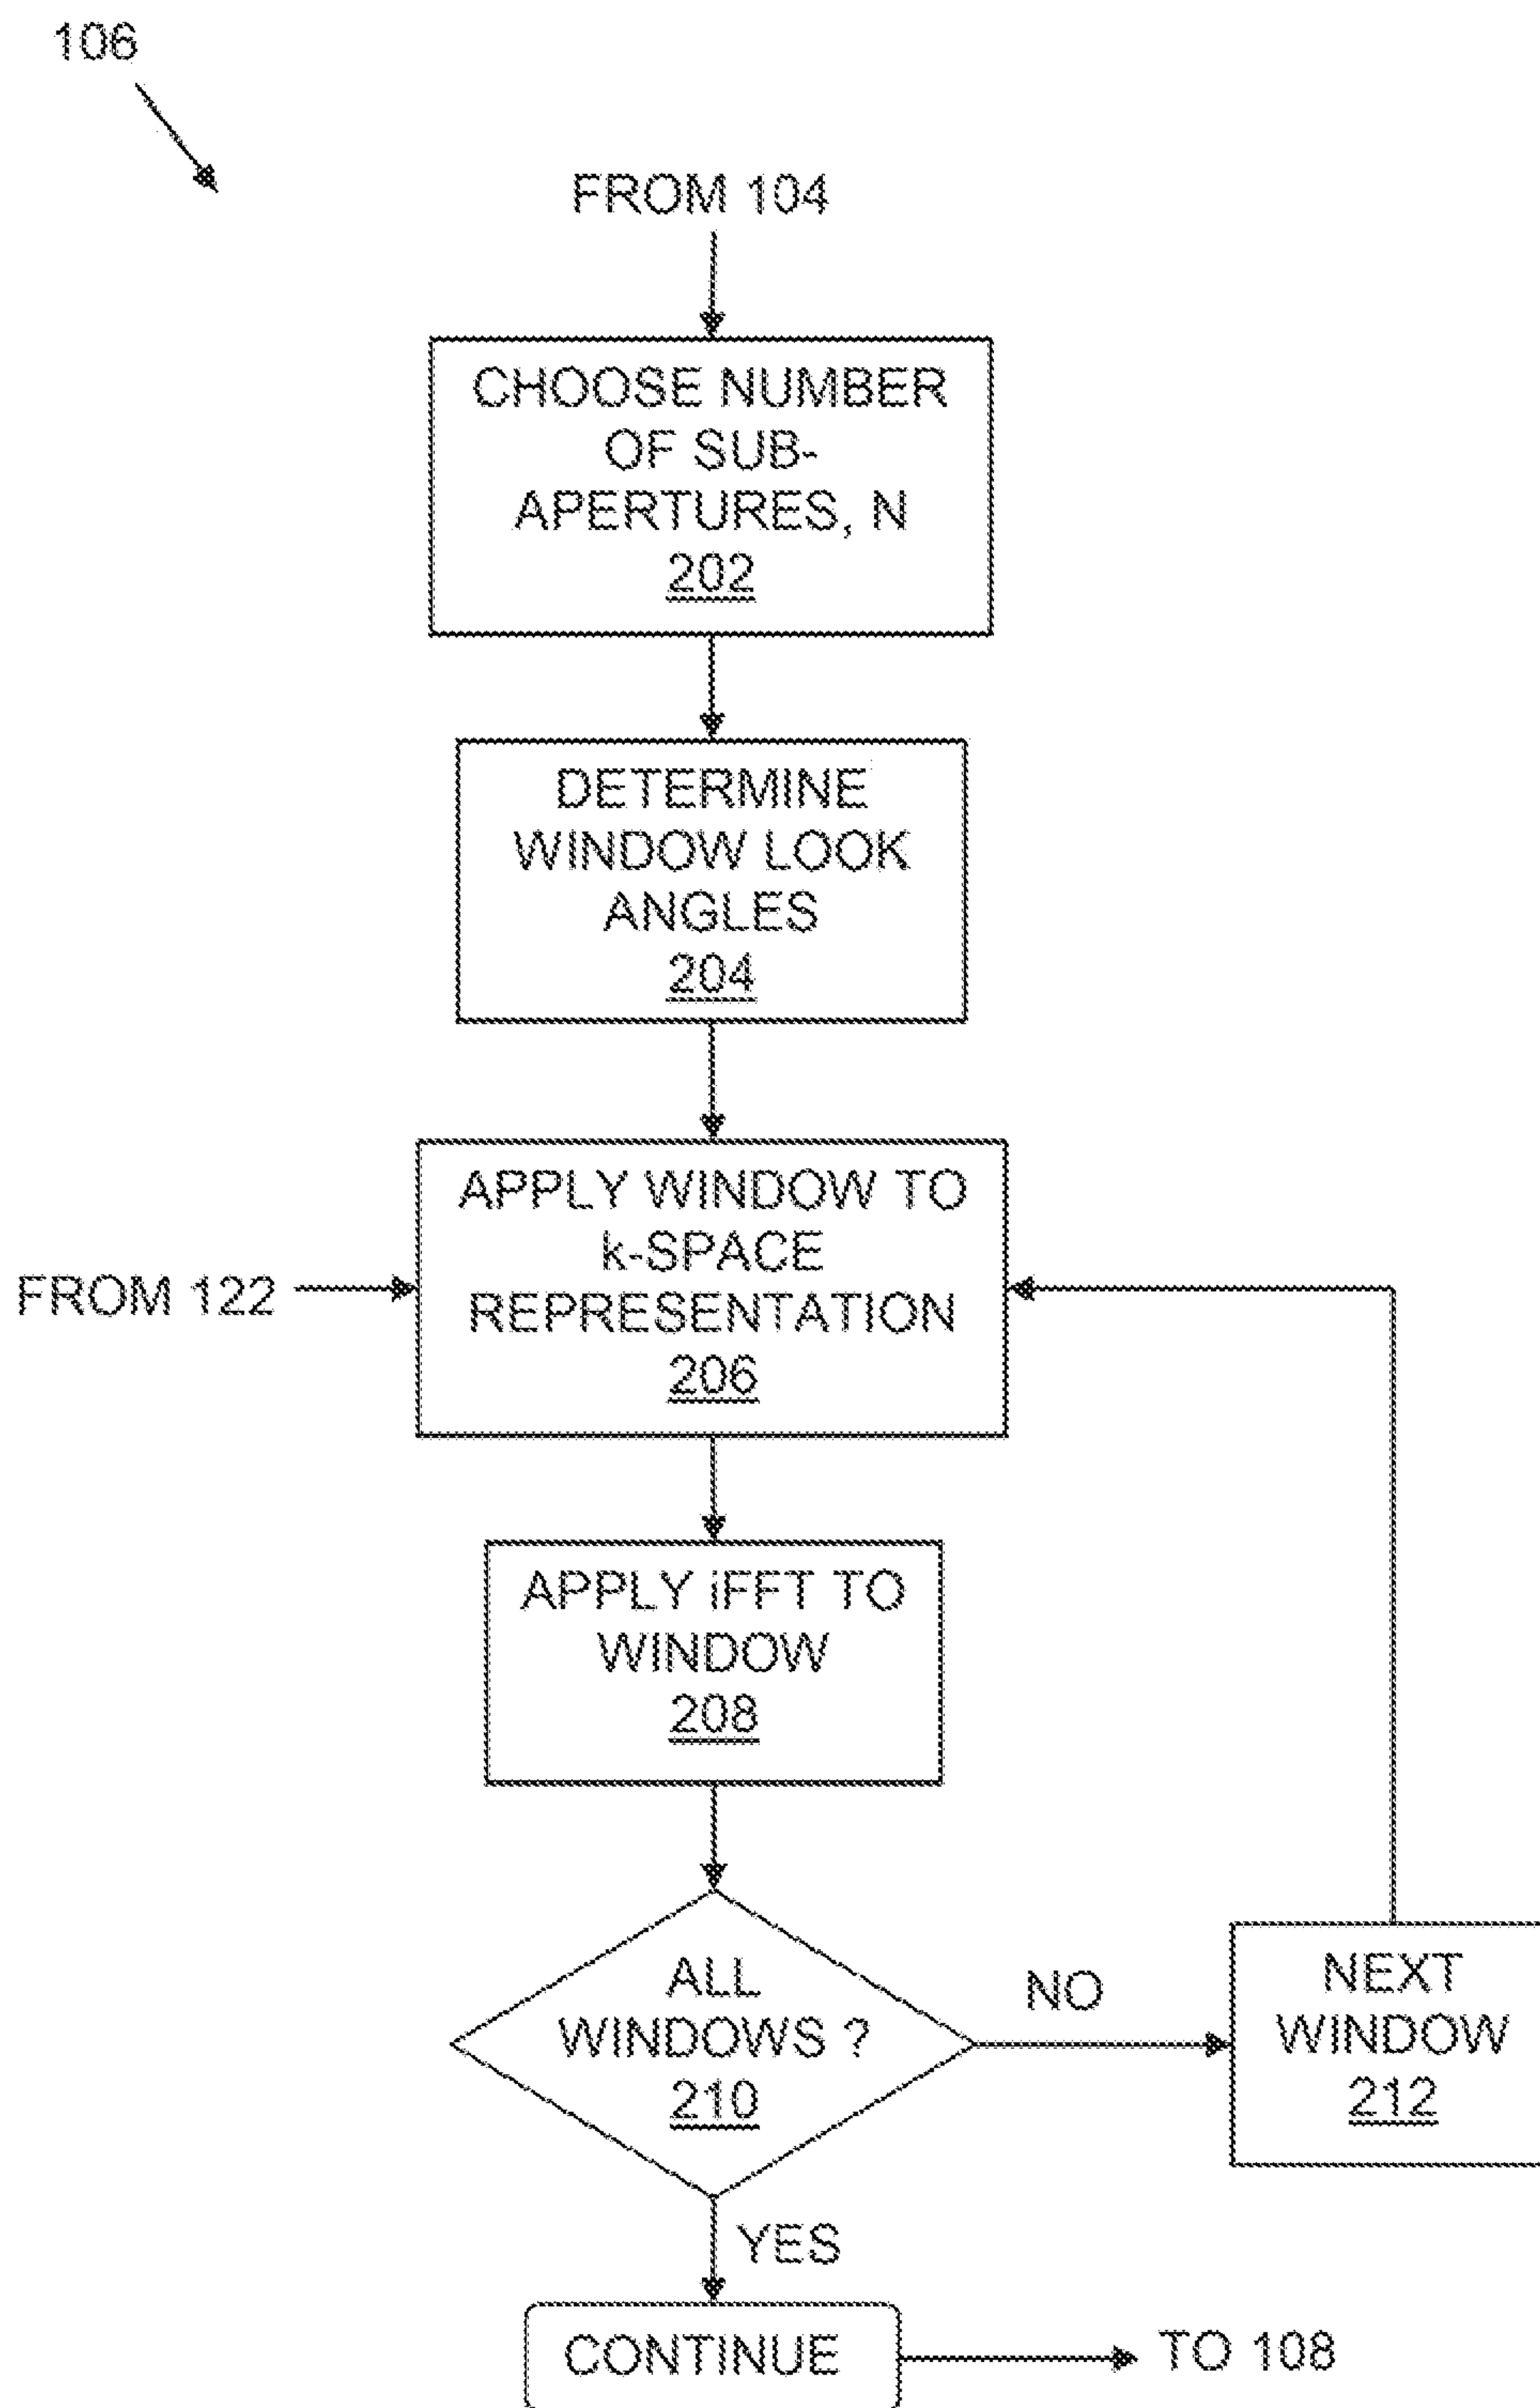 106
FROM 104
CHOOSE NUMBER
OF SUB-
APERTURES, N
202
DETERMINE
WINDOW LOOK
ANGLES
204
APPLY WINDOW TO
k-SPACE
REPRESENTATION
206
FROM 122
APPLY iFFT TO
WINDOW
208
ALL
WINDOWS ?
210
NO
NEXT
WINDOW
212
YES
CONTINUE
TO 108